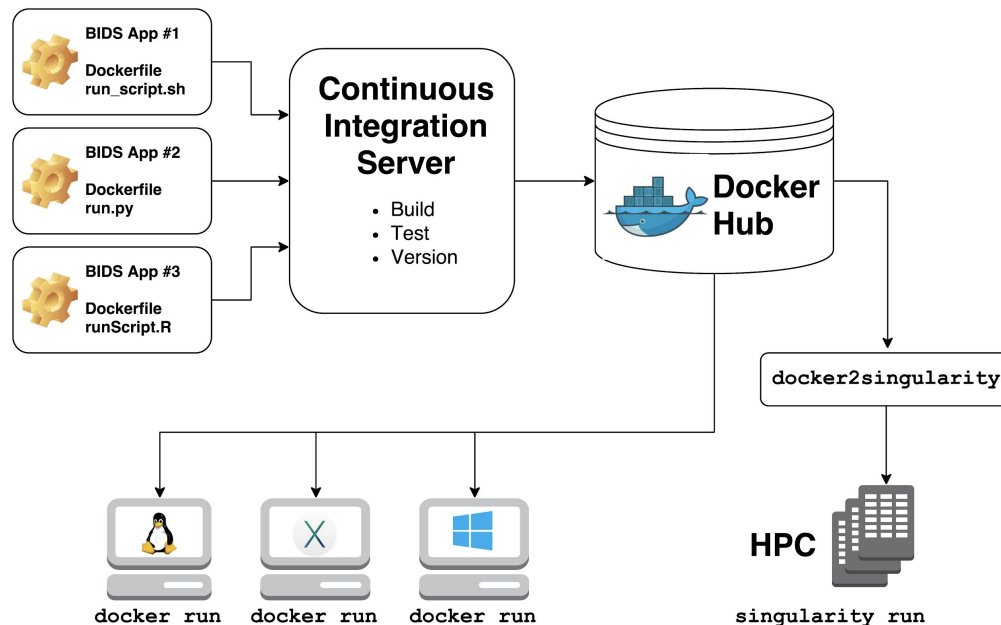 BIDS App #1
Dockerfile
run_script.sh
BIDS App #2
Dockerfile
run.py
BIDS App #3
Dockerfile
runScript.R
Continuous
Integration
Server
• Build
• Test
• Version
Docker
Hub
docker2singularity
HPC
docker run
docker run
docker run
singularity run